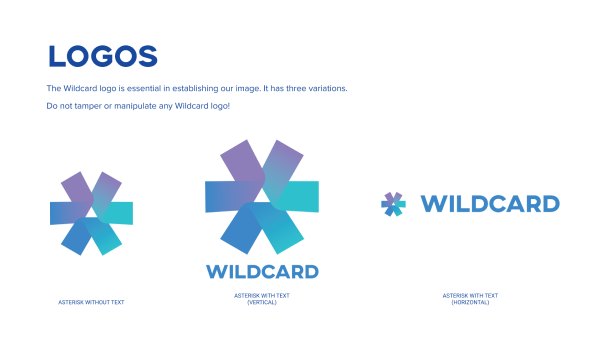 LOGOS
The Wildcard logo is essential in establishing our image. It has three variations.
Do not tamper or manipulate any Wildcard logo!
WILDCARD
WILDCARD
ASTERISK WITHOUT TEXT
ASTERISK WITH TEXT
(VERTICAL)
ASTERISK WITH TEXT
(HORIZONTAL)